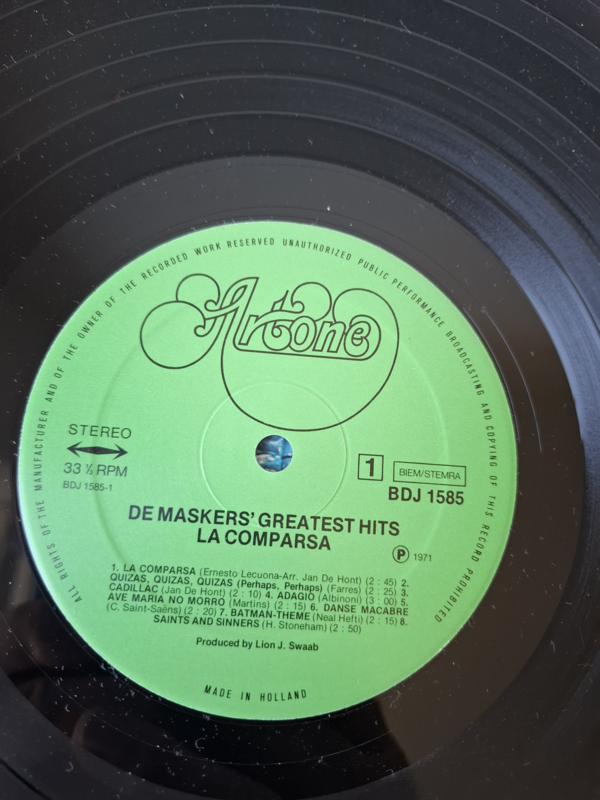 ALL RIGHTS OF THE MANUFACTURER AND OF THE OWNER OF THE RECORDED WORK RESERVED UNAUTHORIZED PUBLIC PERFORMANCE BROADCASTING AND COPYING OF THIS RECORD PROHIBITED
Artone
STEREO
33 ⅓ RPM
BDJ 1585-1
1
BIEM/STEMRA
BDJ 1585
DE MASKERS' GREATEST HITS
LA COMPARSA
℗ 1971
1. LA COMPARSA (Ernesto Lecuona-Arr. Jan De Hont) (2 : 45) 2.
QUIZAS, QUIZAS, QUIZAS (Perhaps, Perhaps) (Farres) (2 : 25) 3.
CADILLAC (Jan De Hont) (2 : 10) 4. ADAGIO (Albinoni) (3 : 00) 5.
AVE MARIA NO MORRO (Martins) (2 : 15) 6. DANSE MACABRE
(C. Saint-Saëns) (2 : 20) 7. BATMAN-THEME (Neal Hefti) (2 : 15) 8.
SAINTS AND SINNERS (H. Stoneham) (2 : 50)
Produced by Lion J. Swaab
MADE IN HOLLAND